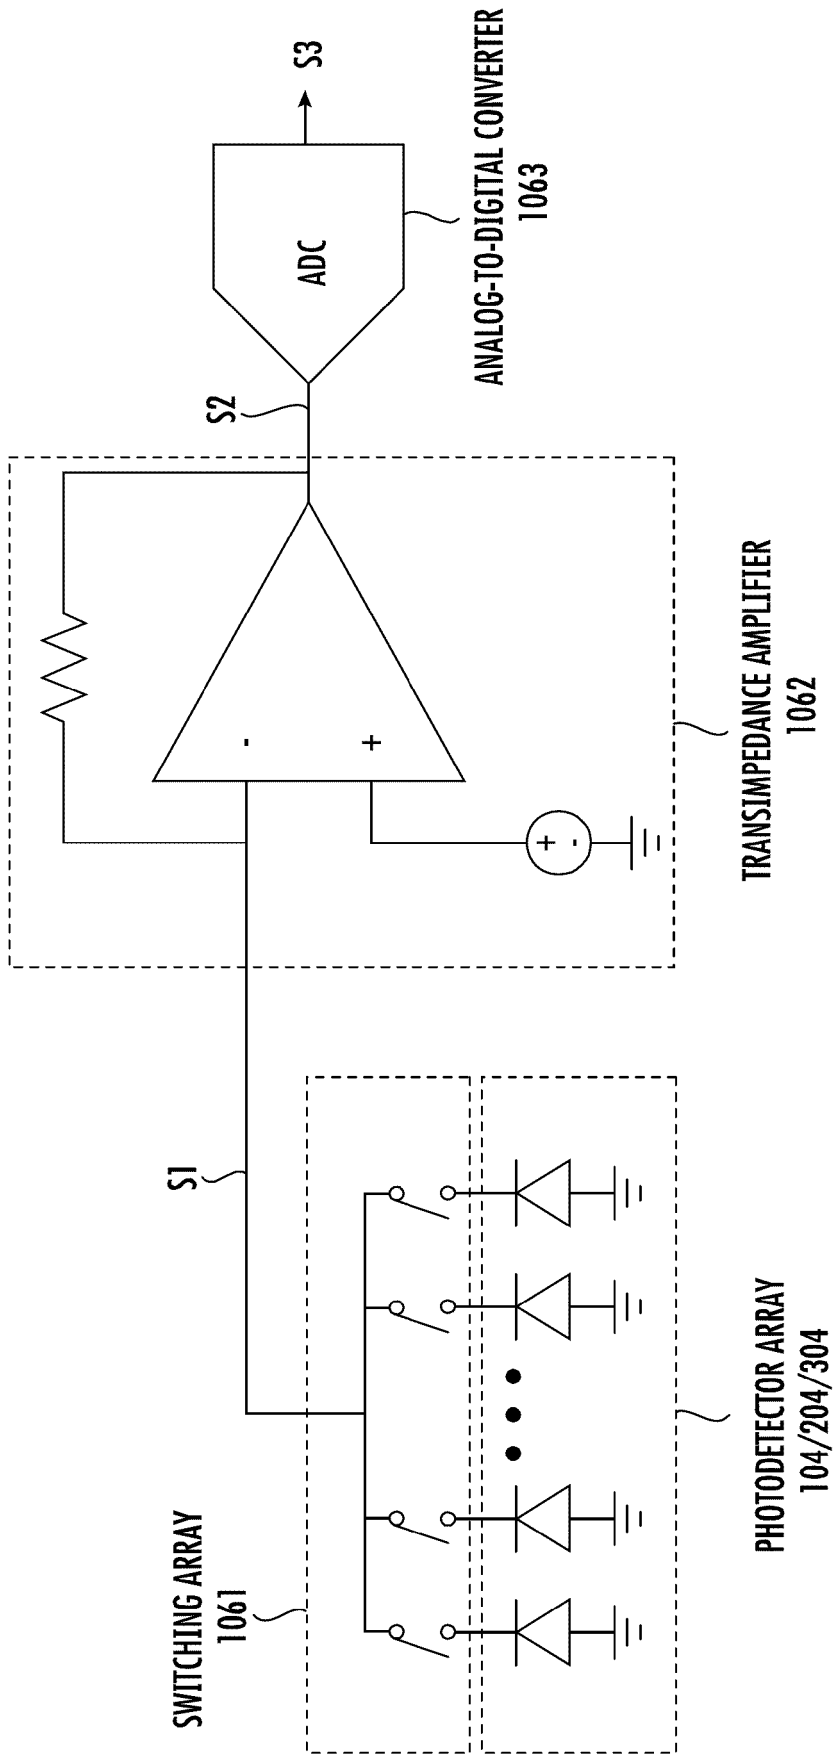 SWITCHING ARRAY
1061
S1
PHOTODETECTOR ARRAY
104/204/304
-
+
+
-
TRANSIMPEDANCE AMPLIFIER
1062
S2
ADC
ANALOG-TO-DIGITAL CONVERTER
1063
S3